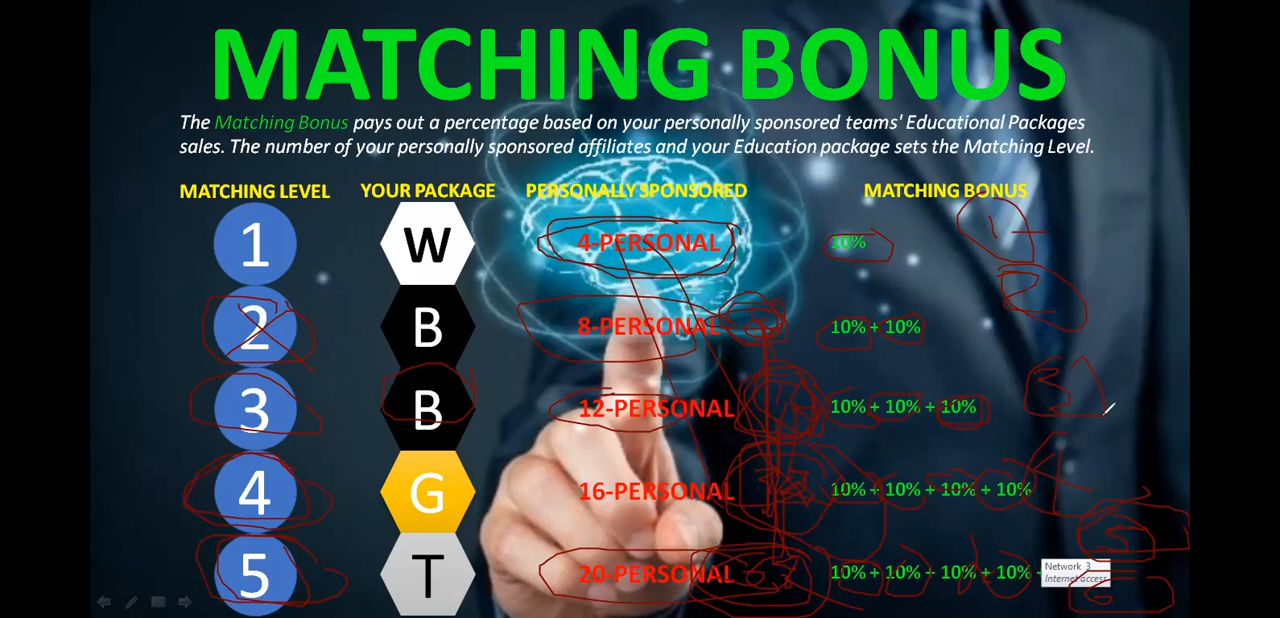 MATCHING BONUS
The Matching Bonus pays out a percentage based on your personally sponsored teams' Educational Packages
sales. The number of your personally sponsored affiliates and your Education package sets the Matching Level.
MATCHING LEVEL YOUR PACKAGE PERSONALLY SPONSORED MATCHING BONUS
1 W 4-PERSONAL 10%
2 B 8-PERSONAL 10% + 10%
3 B 12-PERSONAL 10% + 10% + 10%
4 G 16-PERSONAL 10% + 10% + 10% + 10%
5 T 20-PERSONAL 10% + 10% + 10% + 10% +
Network 3
Internet access